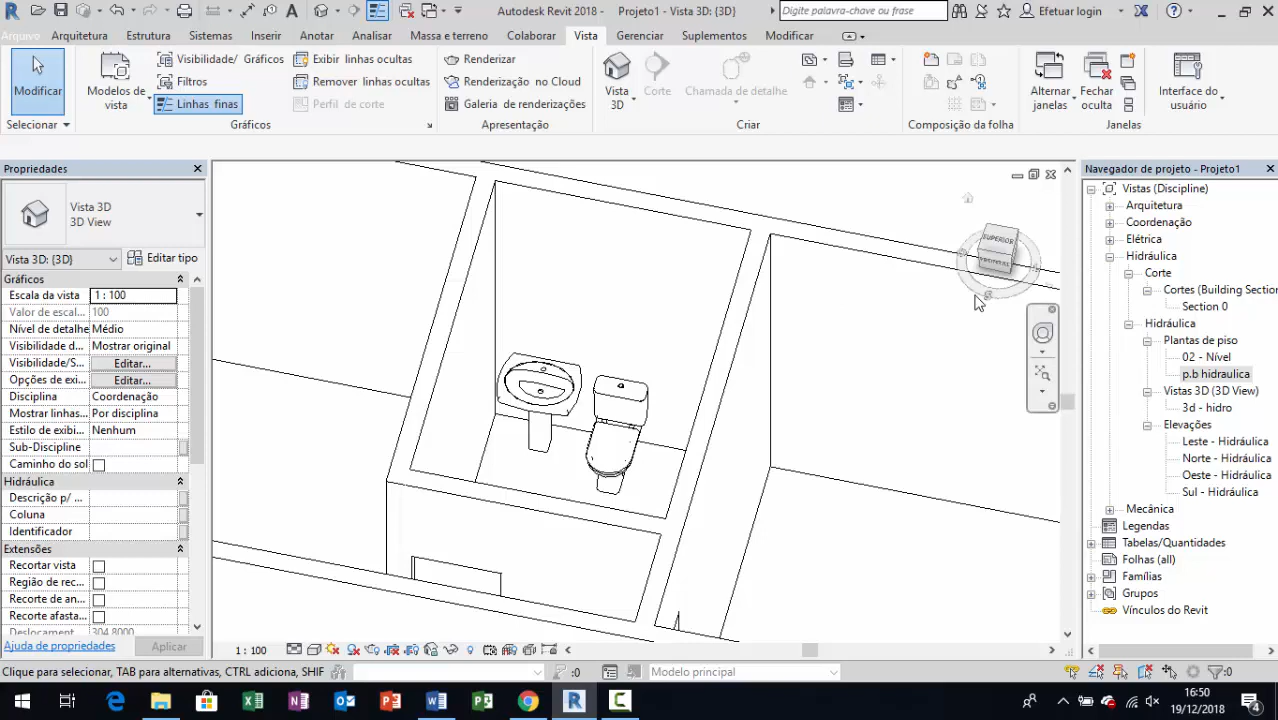 Autodesk Revit 2018 - Projeto1 - Vista 3D: {3D}
Digite palavra-chave ou frase
Efetuar login
Arquivo Arquitetura Estrutura Sistemas Inserir Anotar Analisar Massa e terreno Colaborar Vista Gerenciar Suplementos Modificar
Modificar
Selecionar
Modelos de vista
Visibilidade/ Gráficos
Filtros
Linhas finas
Exibir linhas ocultas
Remover linhas ocultas
Perfil de corte
Gráficos
Renderizar
Renderização no Cloud
Galeria de renderizações
Apresentação
Vista 3D
Corte
Chamada de detalhe
Criar
Composição da folha
Alternar janelas
Fechar oculta
Janelas
Interface do usuário
Propriedades
Vista 3D
3D View
Vista 3D: {3D}
Editar tipo
Gráficos
Escala da vista 1 : 100
Valor de escal... 100
Nível de detalhe Médio
Visibilidade d... Mostrar original
Visibilidade/S... Editar...
Opções de exi... Editar...
Disciplina Coordenação
Mostrar linhas... Por disciplina
Estilo de exibi... Nenhum
Sub-Discipline
Caminho do sol
Hidráulica
Descrição p/ ...
Coluna
Identificador
Extensões
Recortar vista
Região de rec...
Recorte de an...
Recorte afasta...
Deslocament... 304.8000
Ajuda de propriedades
Aplicar
SUPERIOR
1 : 100
Navegador de projeto - Projeto1
Vistas (Discipline)
Arquitetura
Coordenação
Elétrica
Hidráulica
Corte
Cortes (Building Section
Section 0
Hidráulica
Plantas de piso
02 - Nível
p.b hidraulica
Vistas 3D (3D View)
3d - hidro
Elevações
Leste - Hidráulica
Norte - Hidráulica
Oeste - Hidráulica
Sul - Hidráulica
Mecânica
Legendas
Tabelas/Quantidades
Folhas (all)
Famílias
Grupos
Vínculos do Revit
Clique para selecionar, TAB para alternativas, CTRL adiciona, SHIF
:0
Modelo principal
:0
16:50
19/12/2018
4